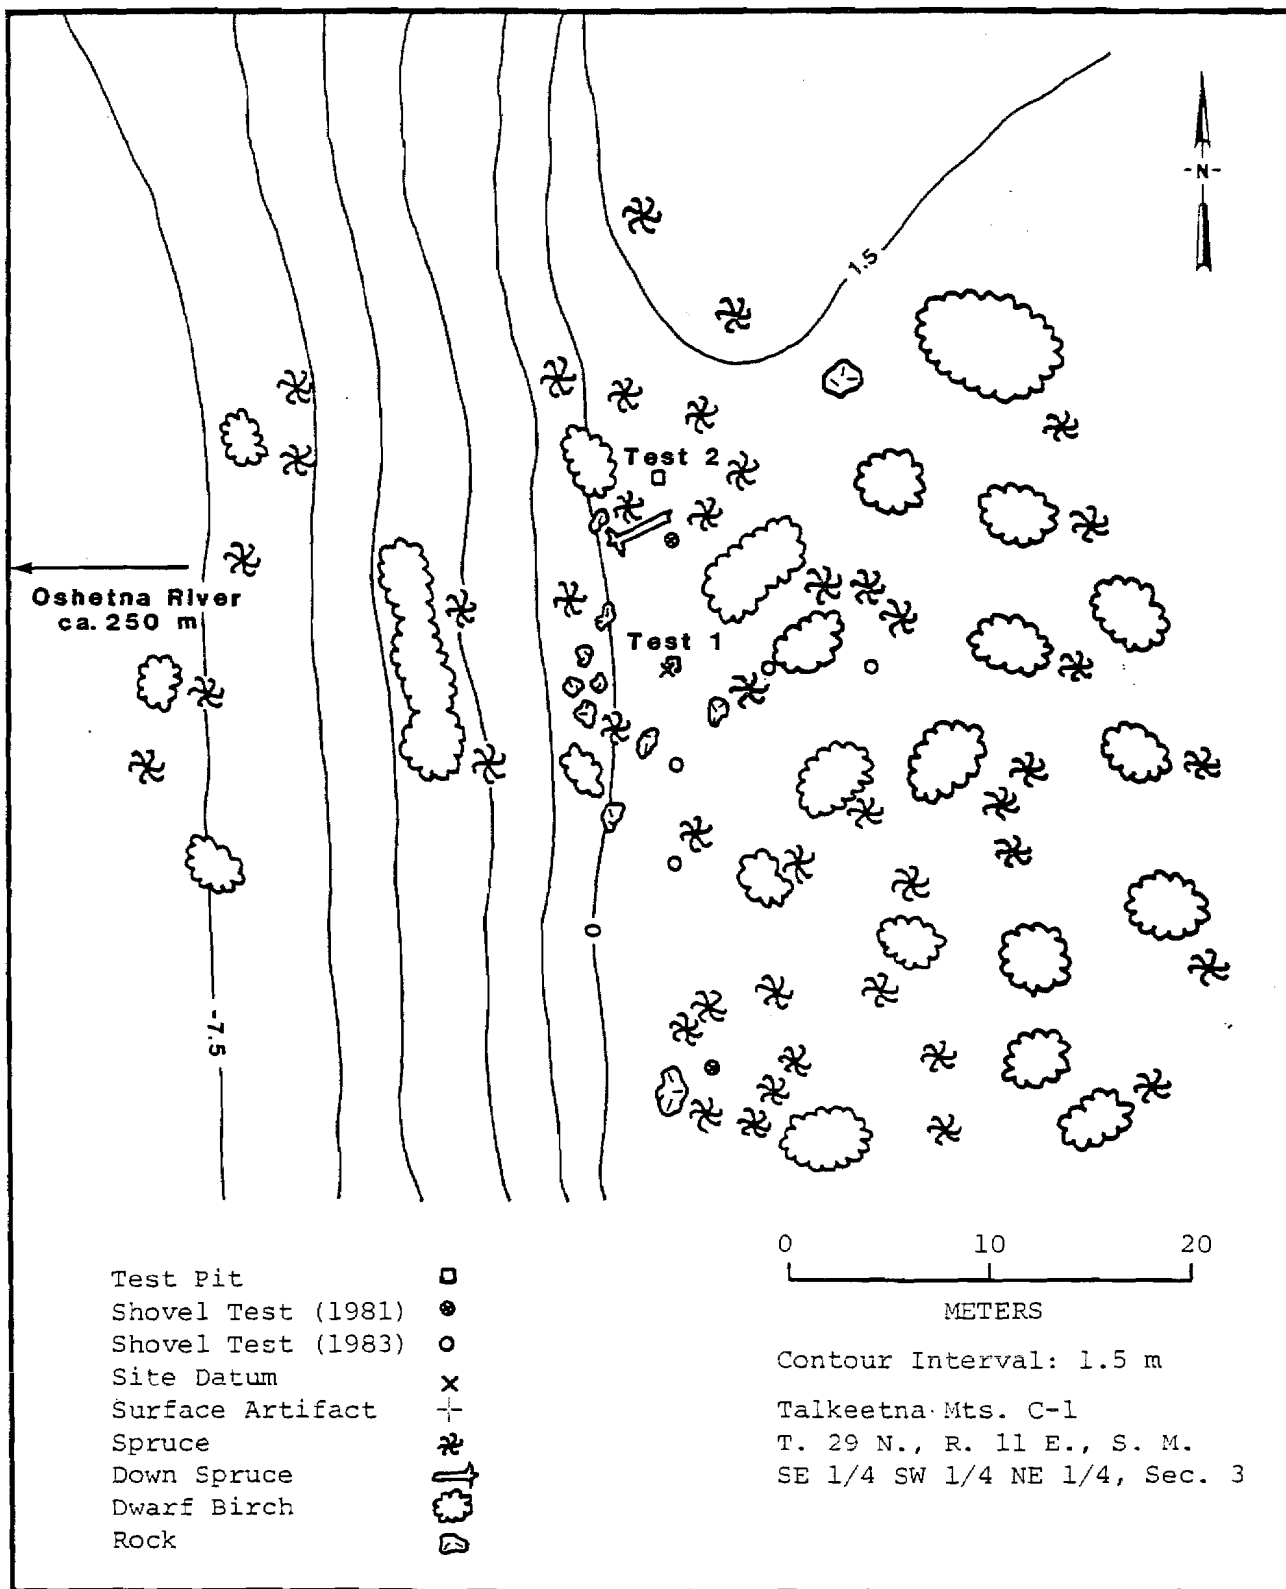 -N-
1.5
Test 2
Oshetna River
ca. 250 m
Test 1
0
-7.5
0 10 20
METERS
Test Pit
Shovel Test (1981)
Shovel Test (1983)
Site Datum
Surface Artifact
Spruce
Down Spruce
Dwarf Birch
Rock
Contour Interval: 1.5 m
Talkeetna Mts. C-1
T. 29 N., R. 11 E., S. M.
SE 1/4 SW 1/4 NE 1/4, Sec. 3